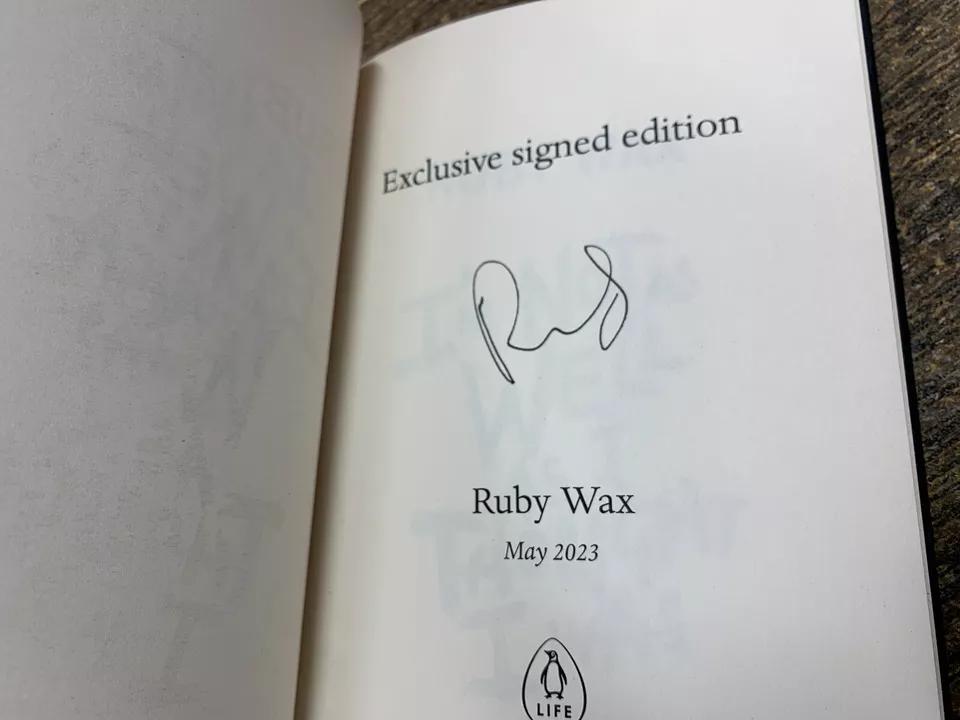 Exclusive signed edition
Ruby Wax
May 2023
LIFE